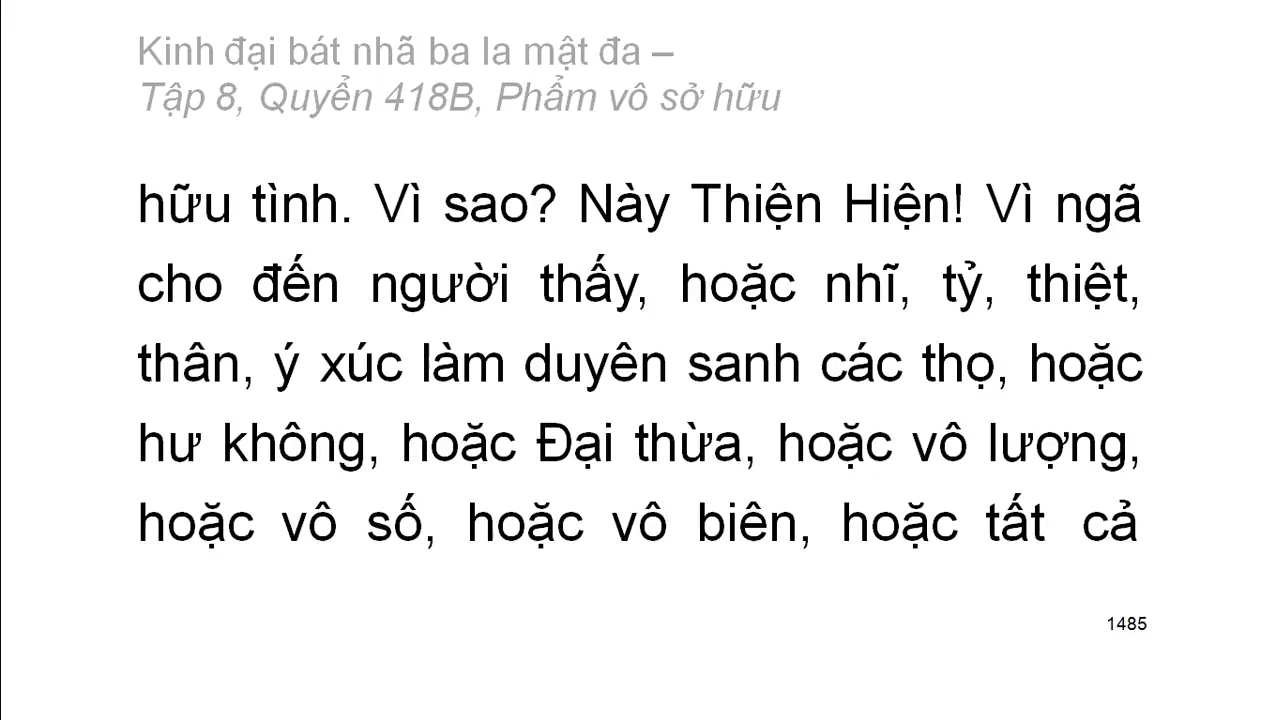 Kinh đại bát nhã ba la mật đa –
Tập 8, Quyển 418B, Phẩm vô sở hữu
hữu tình. Vì sao? Này Thiện Hiện! Vì ngã
cho đến người thấy, hoặc nhĩ, tỷ, thiệt,
thân, ý xúc làm duyên sanh các thọ, hoặc
hư không, hoặc Đại thừa, hoặc vô lượng,
hoặc vô số, hoặc vô biên, hoặc tất cả
1485